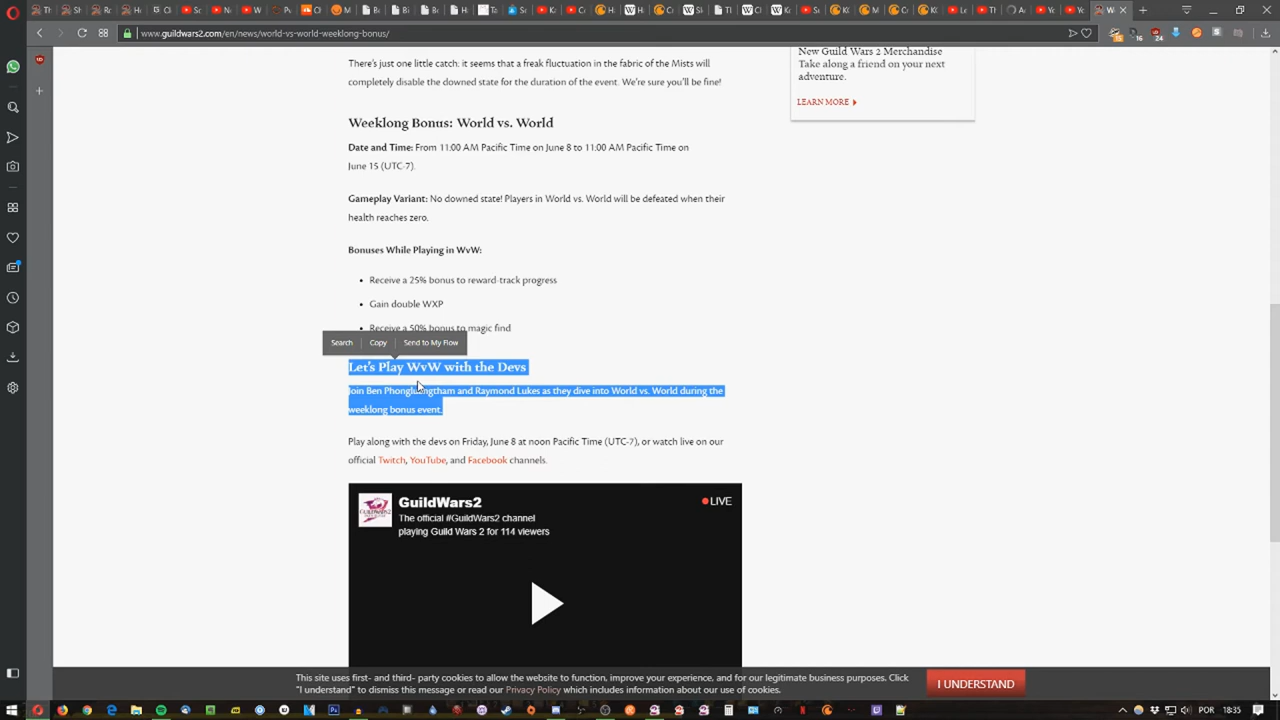 www.guildwars2.com/en/news/world-vs-world-weeklong-bonus/
There's just one little catch: it seems that a freak fluctuation in the fabric of the Mists will
completely disable the downed state for the duration of the event. We're sure you'll be fine!
New Guild Wars 2 Merchandise
Take along a friend on your next
adventure.
LEARN MORE
Weeklong Bonus: World vs. World
Date and Time: From 11:00 AM Pacific Time on June 8 to 11:00 AM Pacific Time on
June 15 (UTC-7).
Gameplay Variant: No downed state! Players in World vs. World will be defeated when their
health reaches zero.
Bonuses While Playing in WvW:
• Receive a 25% bonus to reward-track progress
• Gain double WXP
• Receive a 50% bonus to magic find
Search Copy Send to My Flow
Let's Play WvW with the Devs
Join Ben and Raymond Lukes as they dive into World vs. World during the
weeklong bonus event.
Play along with the devs on Friday, June 8 at noon Pacific Time (UTC-7), or watch live on our
official Twitch, YouTube, and Facebook channels.
GuildWars2
LIVE
The official #GuildWars2 channel
playing Guild Wars 2 for 114 viewers
This site uses first- and third- party cookies to allow the website to function, improve your experience, and for our legitimate business purposes. Click
"I understand" to dismiss this message or read our Privacy Policy which includes information about our use of cookies.
I UNDERSTAND
POR 18:35